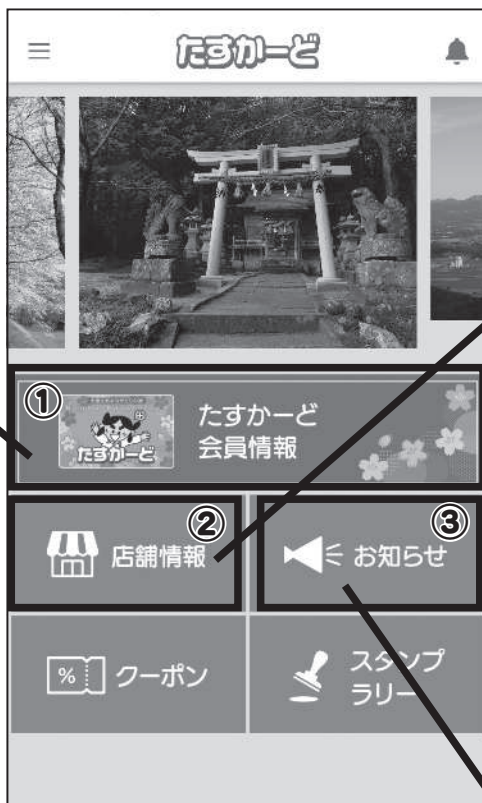 たすかーど
①
たすかーど
たすかーど
会員情報
②
店舗情報
③
お知らせ
%
クーポン
スタンプ
ラリー